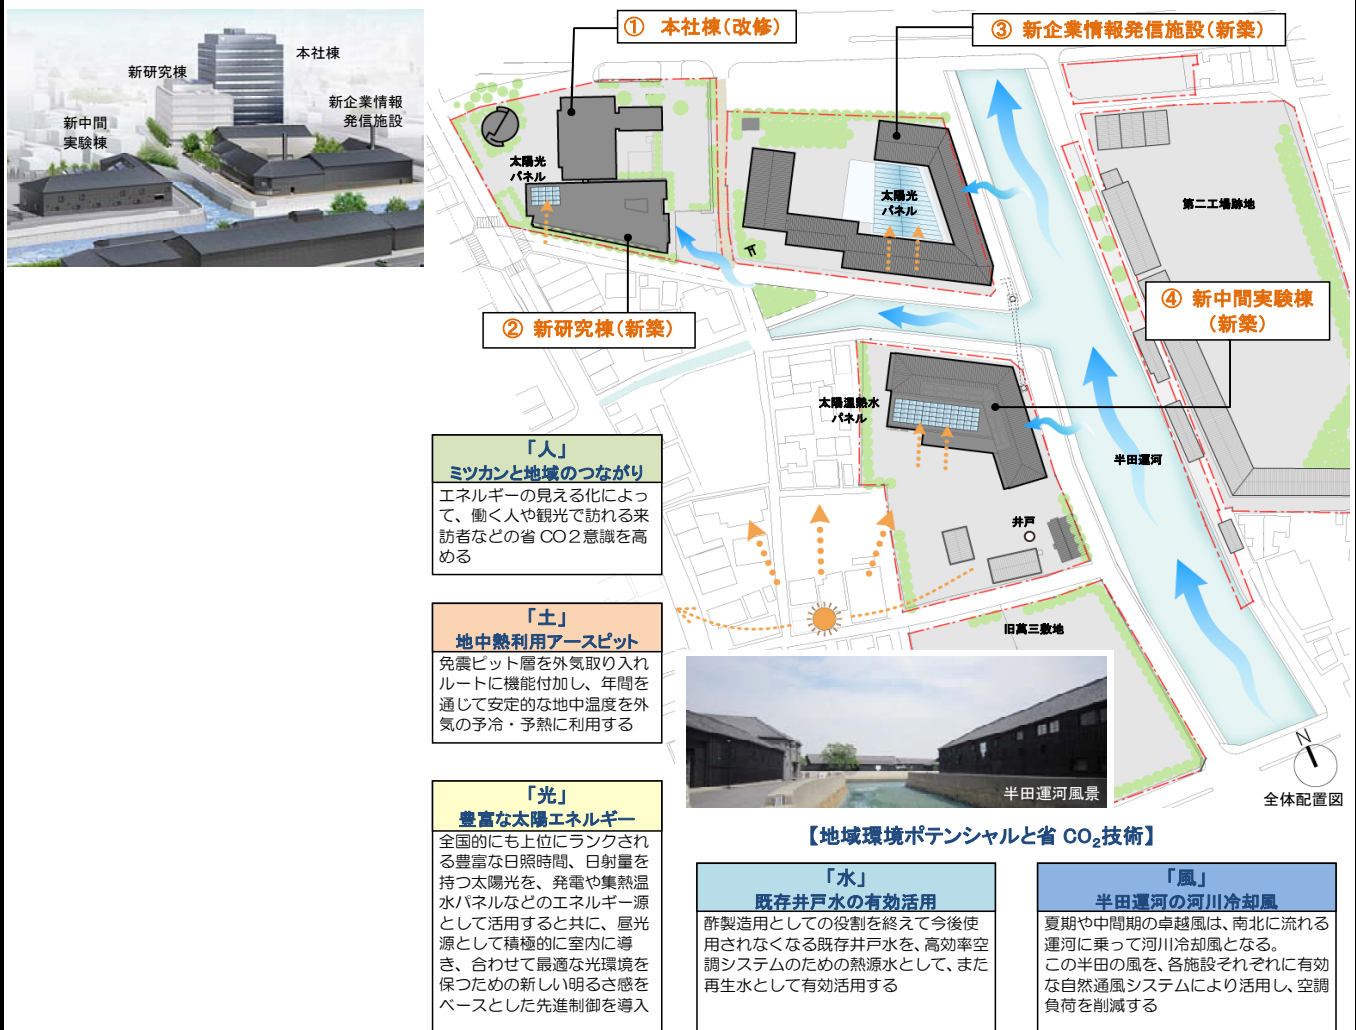 本社棟
新研究棟
新企業情報
発信施設
新中間
実験棟
① 本社棟(改修)
③ 新企業情報発信施設(新築)
太陽光
パネル
太陽光
パネル
第二工場跡地
② 新研究棟(新築)
④ 新中間実験棟
(新築)
太陽温熱水
パネル
半田運河
井戸
旧萬三敷地
「人」
ミツカンと地域のつながり
エネルギーの見える化によっ
て、働く人や観光で訪れる来
訪者などの省 CO2意識を高
める
「土」
地中熱利用アースピット
免震ピット層を外気取り入れ
ルートに機能付加し、年間を
通じて安定的な地中温度を外
気の予冷・予熱に利用する
「光」
豊富な太陽エネルギー
全国的にも上位にランクされ
る豊富な日照時間、日射量を
持つ太陽光を、発電や集熱温
水パネルなどのエネルギー源
として活用すると共に、昼光
源として積極的に室内に導
き、合わせて最適な光環境を
保つための新しい明るさ感を
ベースとした先進制御を導入
半田運河風景
N
全体配置図
【地域環境ポテンシャルと省 CO₂技術】
「水」
既存井戸水の有効活用
酢製造用としての役割を終えて今後使
用されなくなる既存井戸水を、高効率空
調システムのための熱源水として、また
再生水として有効活用する
「風」
半田運河の河川冷却風
夏期や中間期の卓越風は、南北に流れる
運河に乗って河川冷却風となる。
この半田の風を、各施設それぞれに有効
な自然通風システムにより活用し、空調
負荷を削減する